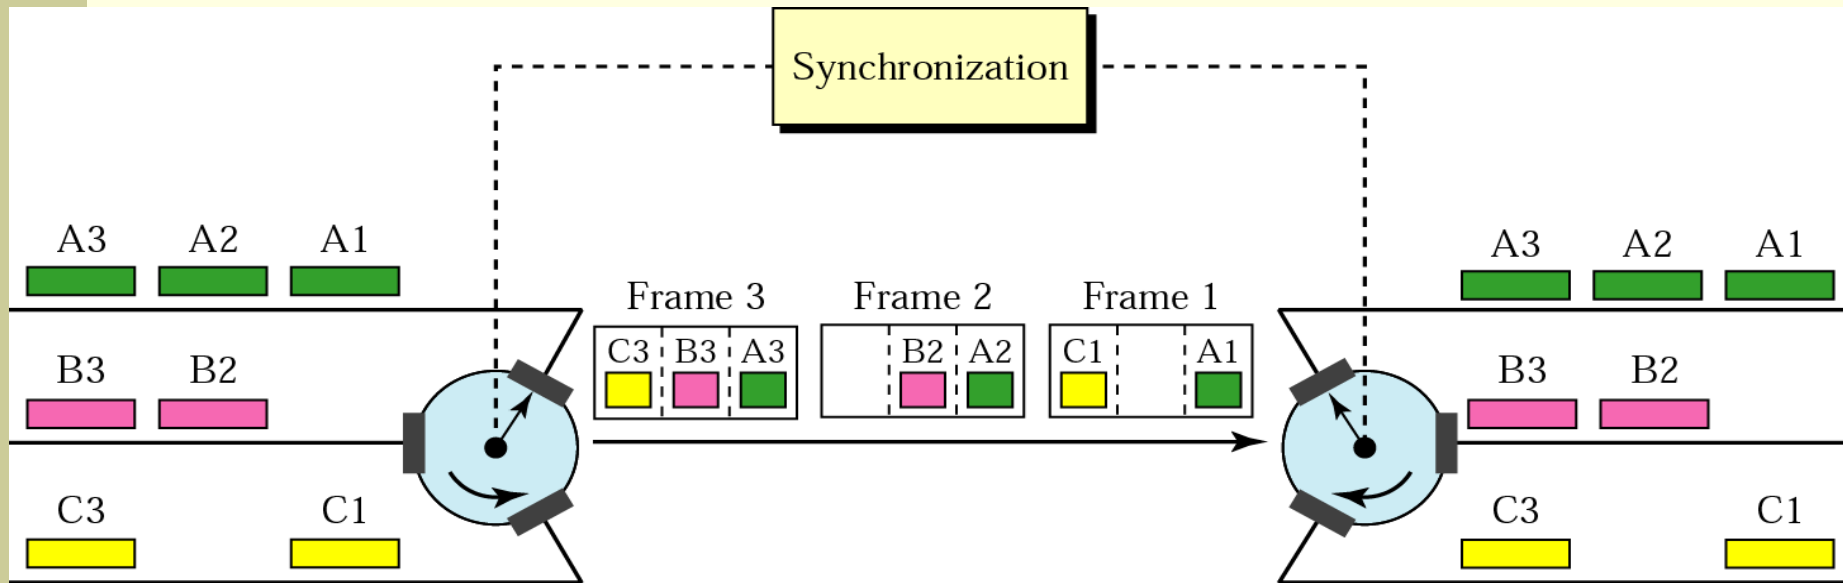 Synchronization
A3 A2 A1
A3 A2 A1
Frame 3 Frame 2 Frame 1
C3 B3 A3
B2 A2
C1 A1
B3 B2
B3 B2
C3 C1
C3 C1